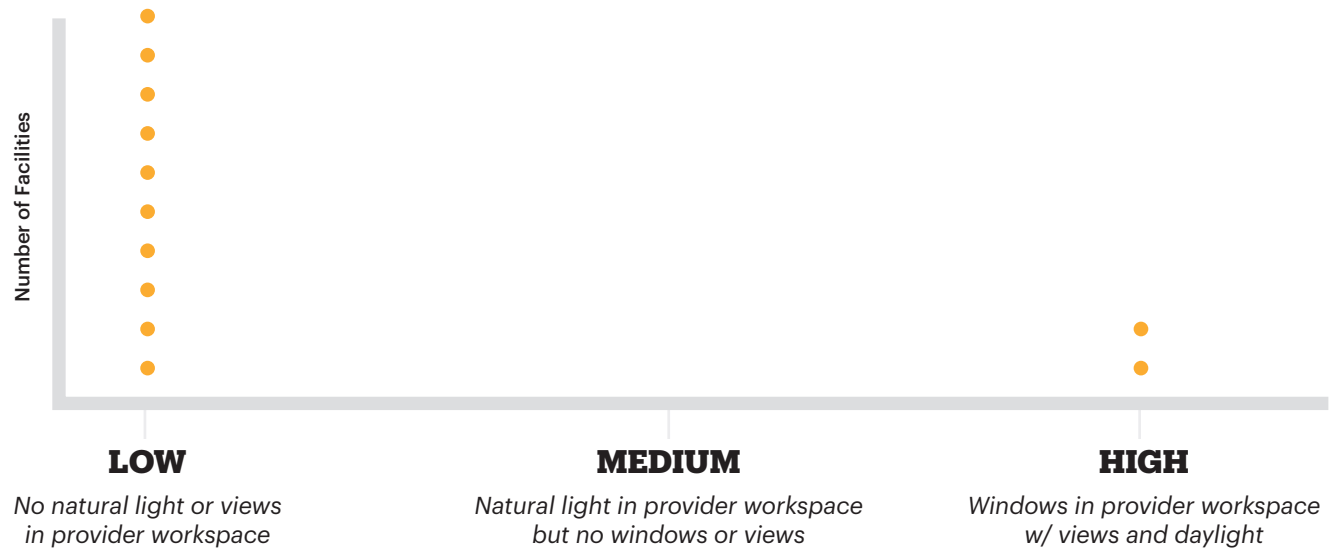 Number of Facilities
LOW
No natural light or views
in provider workspace
MEDIUM
Natural light in provider workspace
but no windows or views
HIGH
Windows in provider workspace
w/ views and daylight